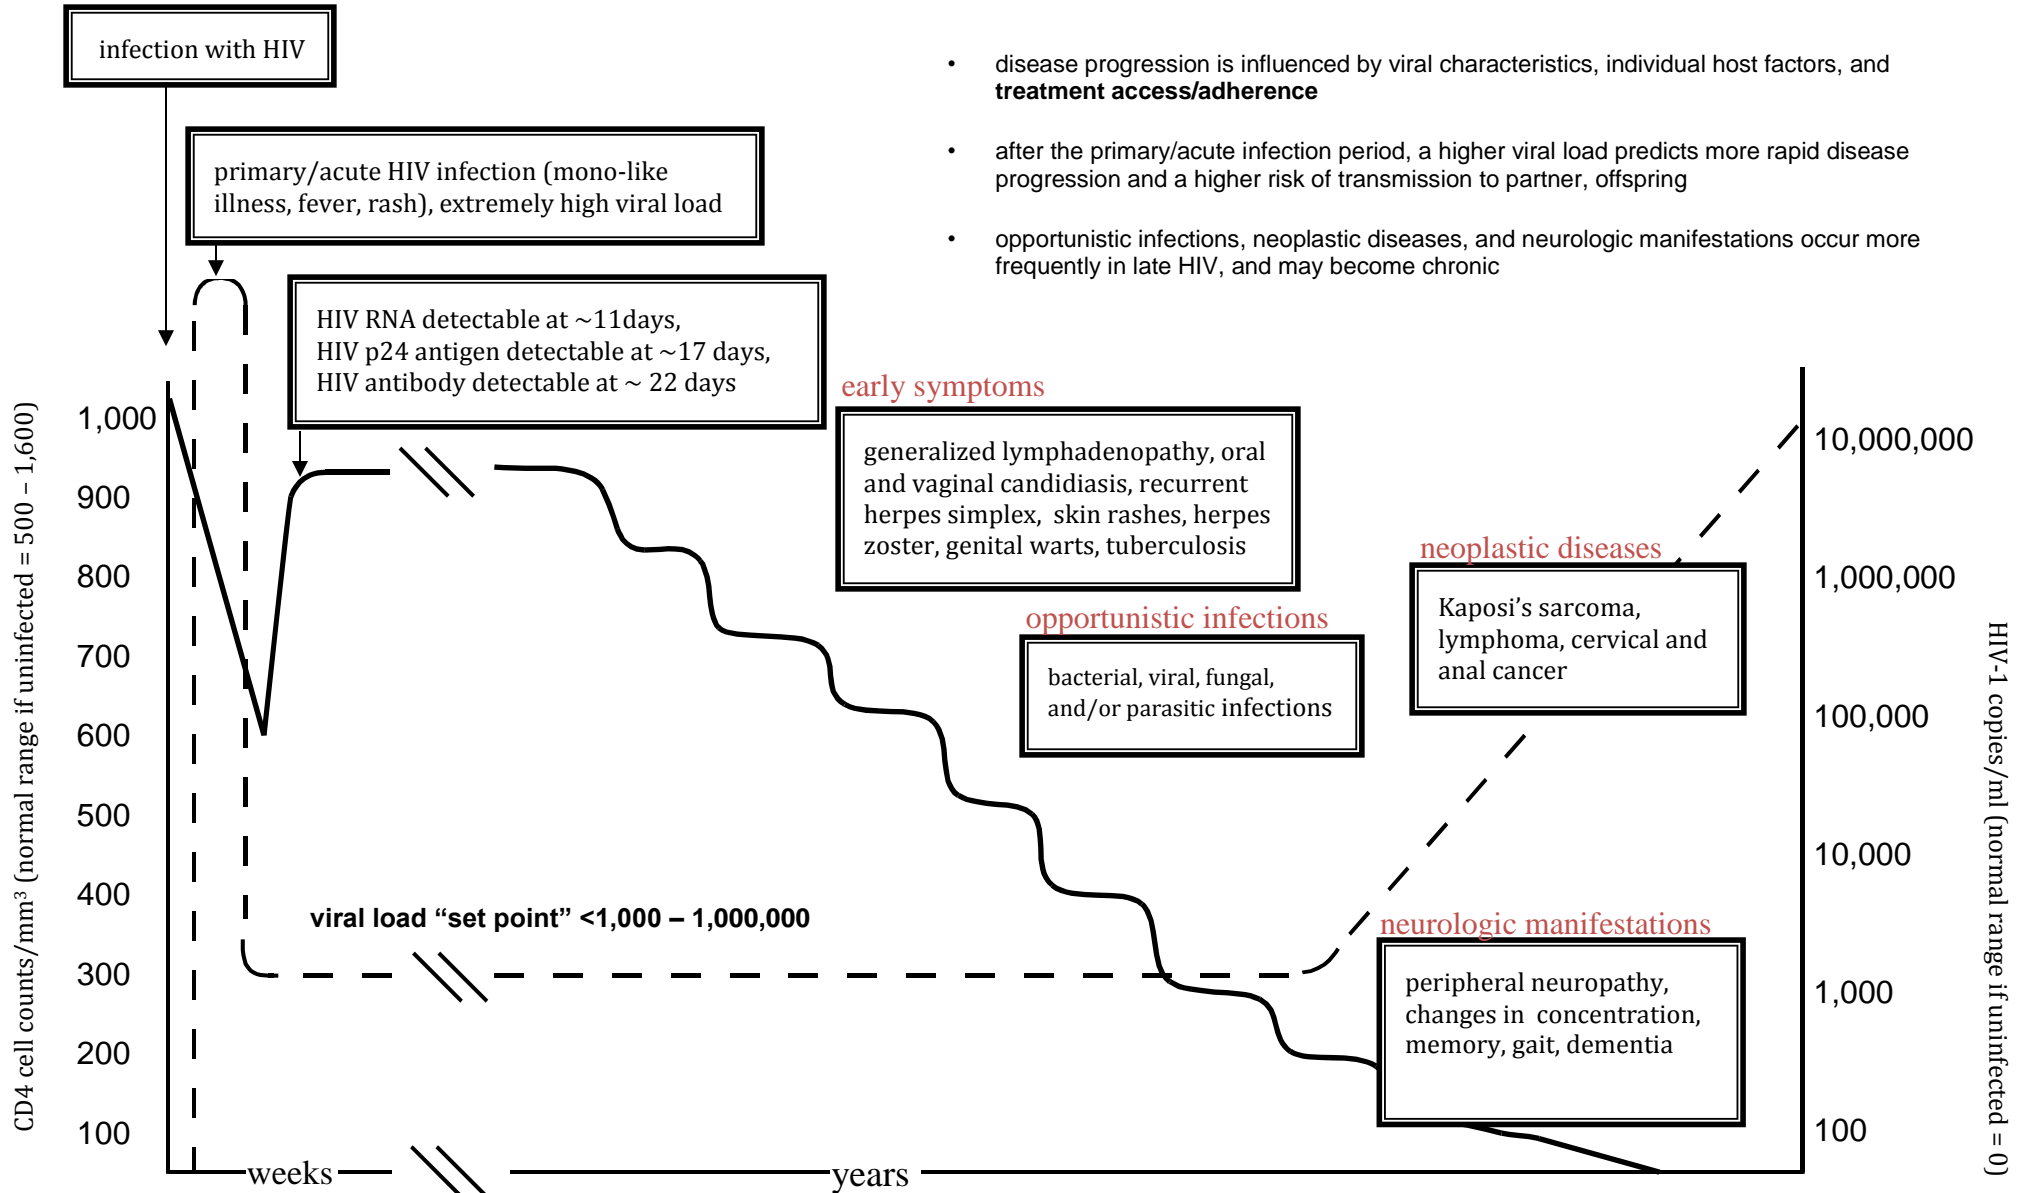 infection with HIV
• disease progression is influenced by viral characteristics, individual host factors, and
treatment access/adherence
• after the primary/acute infection period, a higher viral load predicts more rapid disease
progression and a higher risk of transmission to partner, offspring
• opportunistic infections, neoplastic diseases, and neurologic manifestations occur more
frequently in late HIV, and may become chronic
primary/acute HIV infection (mono-like
illness, fever, rash), extremely high viral load
HIV RNA detectable at ~11days,
HIV p24 antigen detectable at ~17 days,
HIV antibody detectable at ~ 22 days
early symptoms
generalized lymphadenopathy, oral
and vaginal candidiasis, recurrent
herpes simplex,  skin rashes, herpes
zoster, genital warts, tuberculosis
opportunistic infections
bacterial, viral, fungal,
and/or parasitic infections
neoplastic diseases
Kaposi’s sarcoma,
lymphoma, cervical and
anal cancer
neurologic manifestations
peripheral neuropathy,
changes in  concentration,
memory, gait, dementia
viral load “set point” <1,000 – 1,000,000
CD4 cell counts/mm³ (normal range if uninfected = 500 – 1,600)
1,000
900
800
700
600
500
400
300
200
100
10,000,000
1,000,000
100,000
10,000
1,000
100
HIV-1 copies/ml (normal range if uninfected = 0)
weeks
years